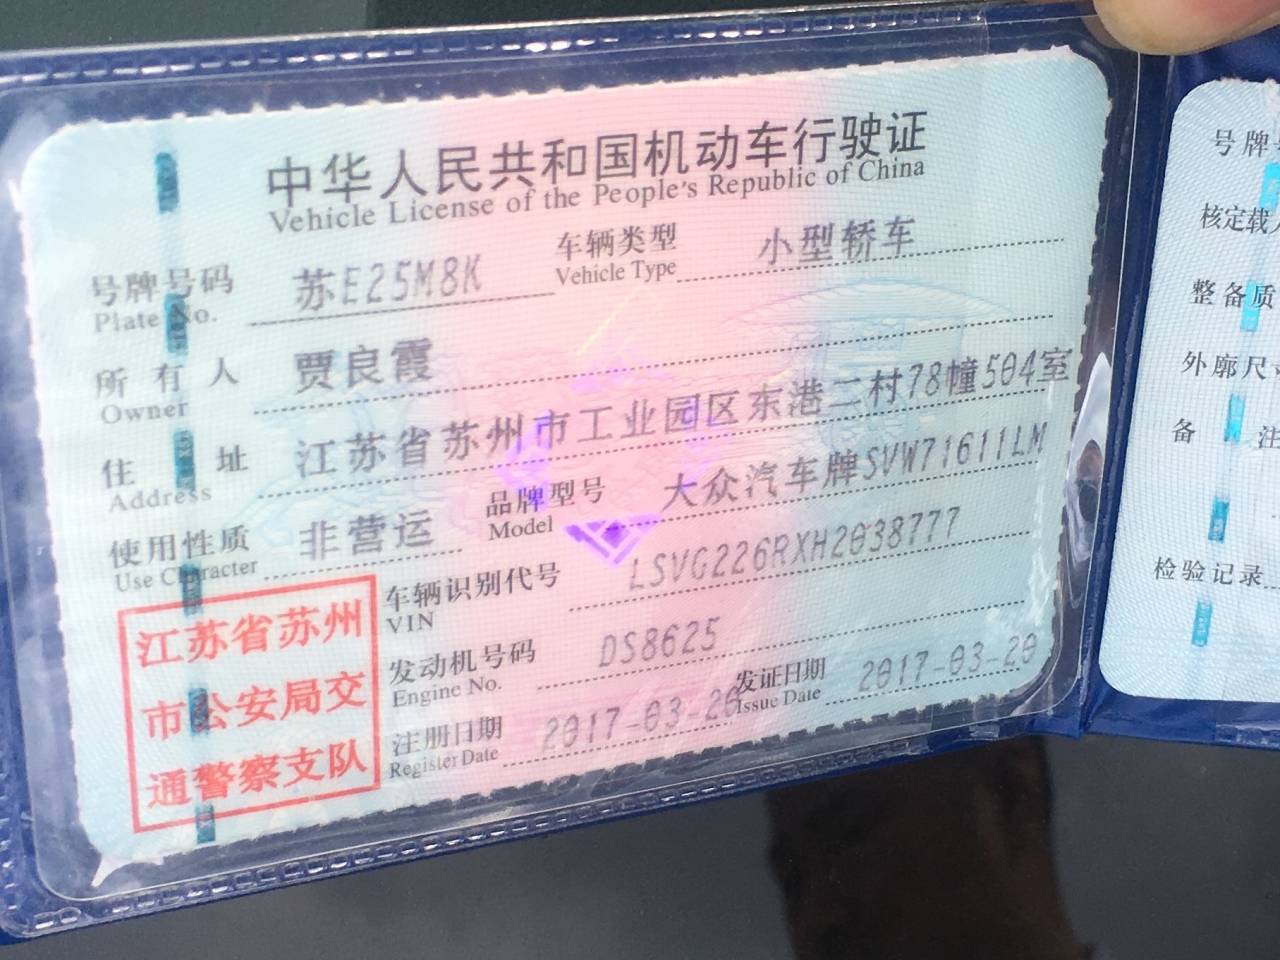 中华人民共和国机动车行驶证
Vehicle License of the People's Republic of China
号牌号码 苏E25M8K 车辆类型 小型轿车
Plate No. Vehicle Type
所有人 贾良霞
Owner
住址 江苏省苏州市工业园区东港二村78幢504室
Address
使用性质 非营运 品牌型号 大众汽车牌SVW71611LM
Use Character Model
车辆识别代号 LSVG226RXH2038777
VIN
发动机号码 DS8625
Engine No.
注册日期 2017-03-20 发证日期 2017-03-20
Register Date Issue Date
江苏省苏州
市公安局交
通警察支队
号牌
核定载
整备质
外廓尺
备 注
检验记录